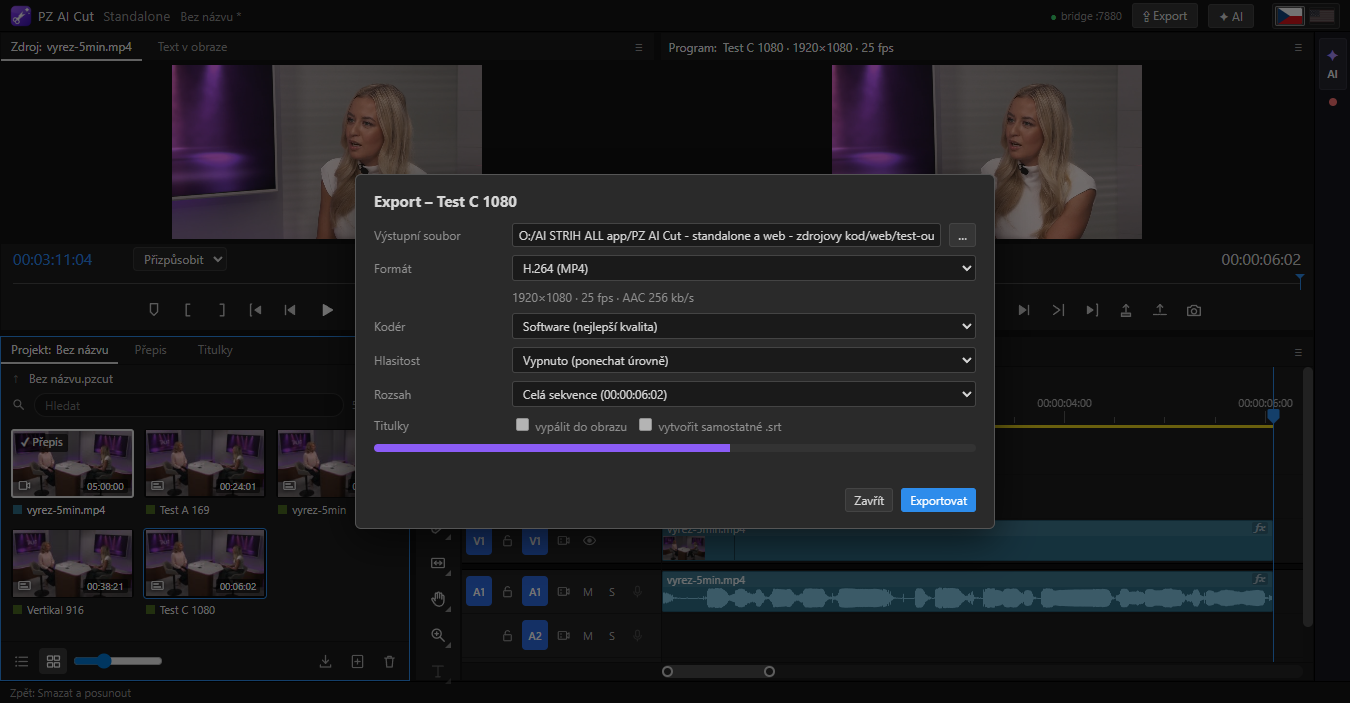 PZ AI Cut Standalone Bez názvu *
bridge :7880
Export
AI
Zdroj: vyrez-5min.mp4
Text v obraze
Program: Test C 1080 · 1920×1080 · 25 fps
AI
00:03:11:04
Přizpůsobit
00:00:06:02
Export – Test C 1080
Výstupní soubor
O:/AI STRIH ALL app/PZ AI Cut - standalone a web - zdrojovy kod/web/test-ou
...
Formát
H.264 (MP4)
1920×1080 · 25 fps · AAC 256 kb/s
Kodér
Software (nejlepší kvalita)
Hlasitost
Vypnuto (ponechat úrovně)
Rozsah
Celá sekvence (00:00:06:02)
Titulky
vypálit do obrazu
vytvořit samostatné .srt
Zavřít
Exportovat
Projekt: Bez názvu
Přepis
Titulky
Bez názvu.pzcut
Hledat
Přepis
05:00:00
00:24:01
vyrez-5min.mp4
Test A 169
vyrez-5min
00:38:21
00:06:02
Vertikal 916
Test C 1080
00:00:04:00
00:00:05:00
V1
V1
vyrez-5min.mp4
fx
A1
A1
M
S
vyrez-5min.mp4
fx
A2
M
S
Zpět: Smazat a posunout